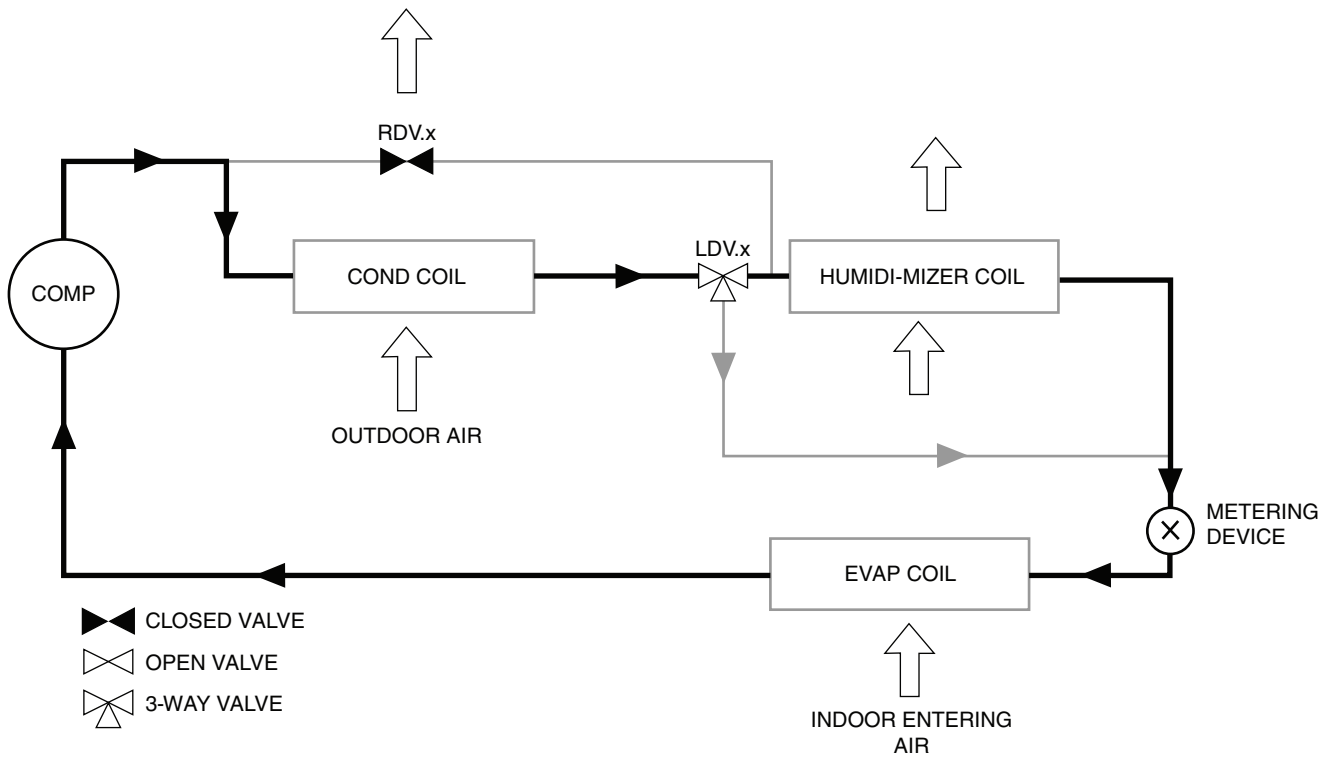 RDV.x
LDV.x
COMP
COND COIL
HUMIDI-MIZER COIL
OUTDOOR AIR
METERING
DEVICE
EVAP COIL
CLOSED VALVE
OPEN VALVE
3-WAY VALVE
INDOOR ENTERING
AIR